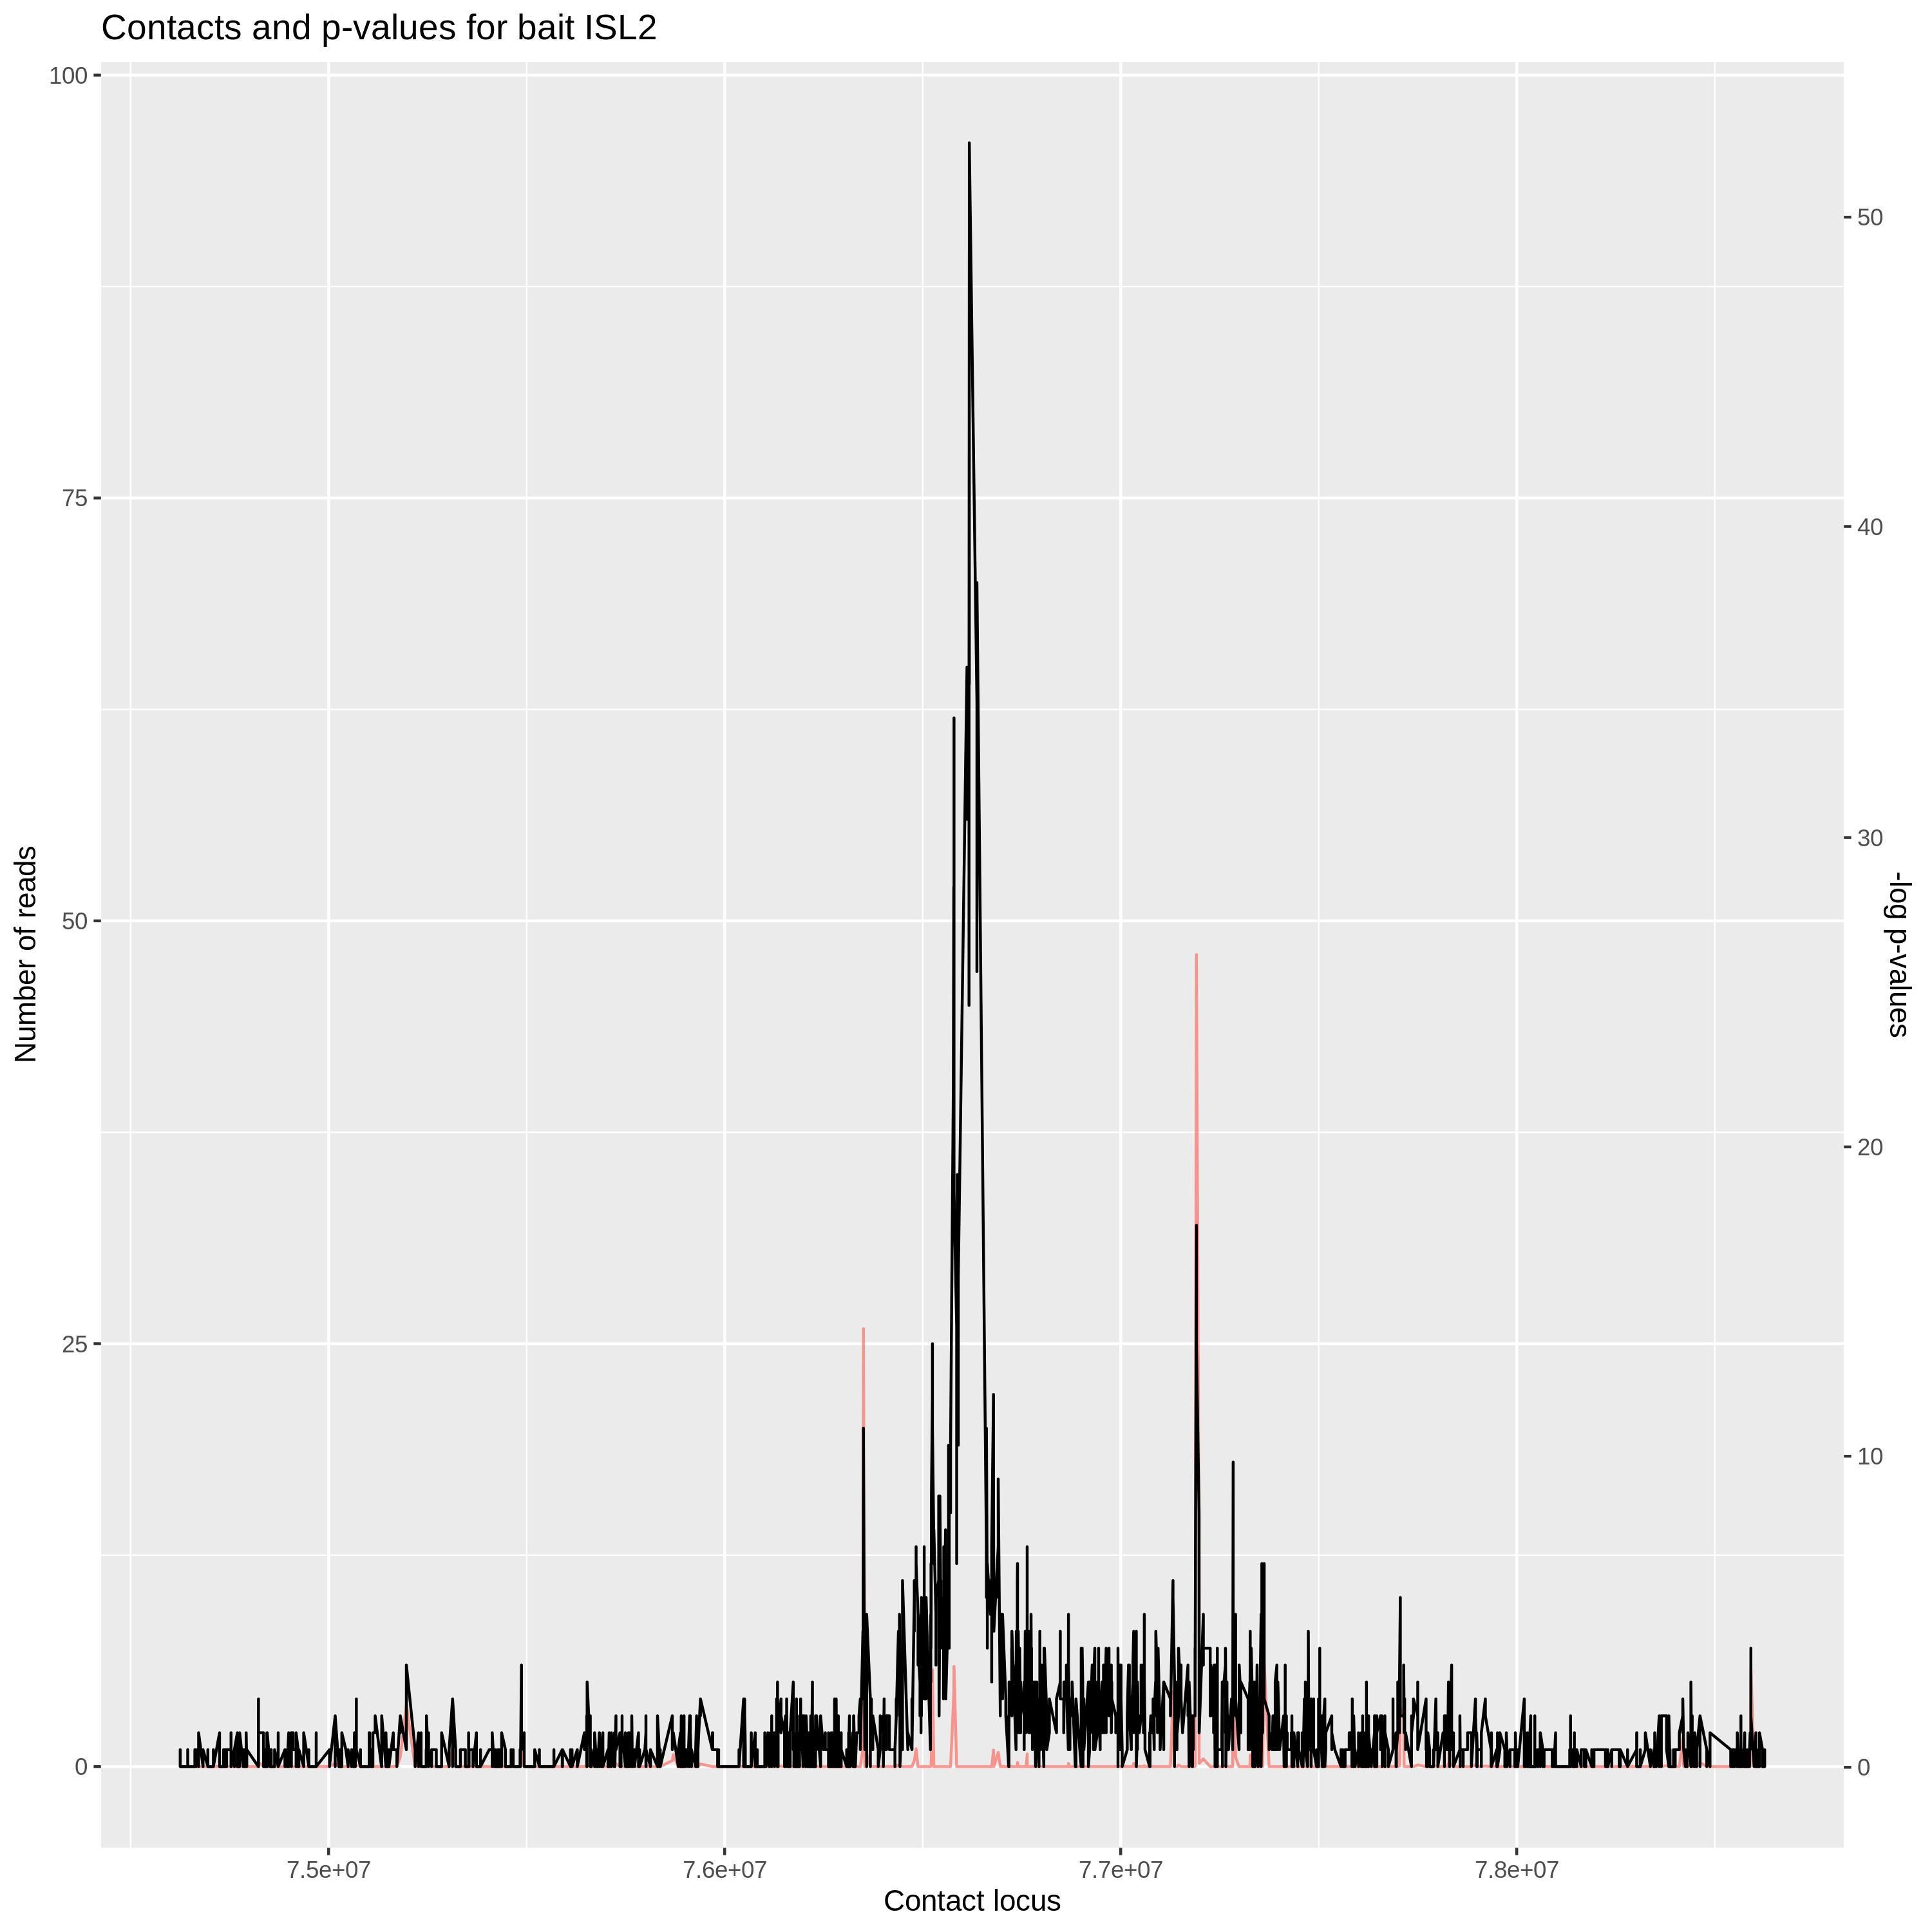 Contacts and p-values for bait ISL2
100
75
50
25
0
Number of reads
50
40
30
20
10
0
-log p-values
7.5e+07
7.6e+07
7.7e+07
7.8e+07
Contact locus